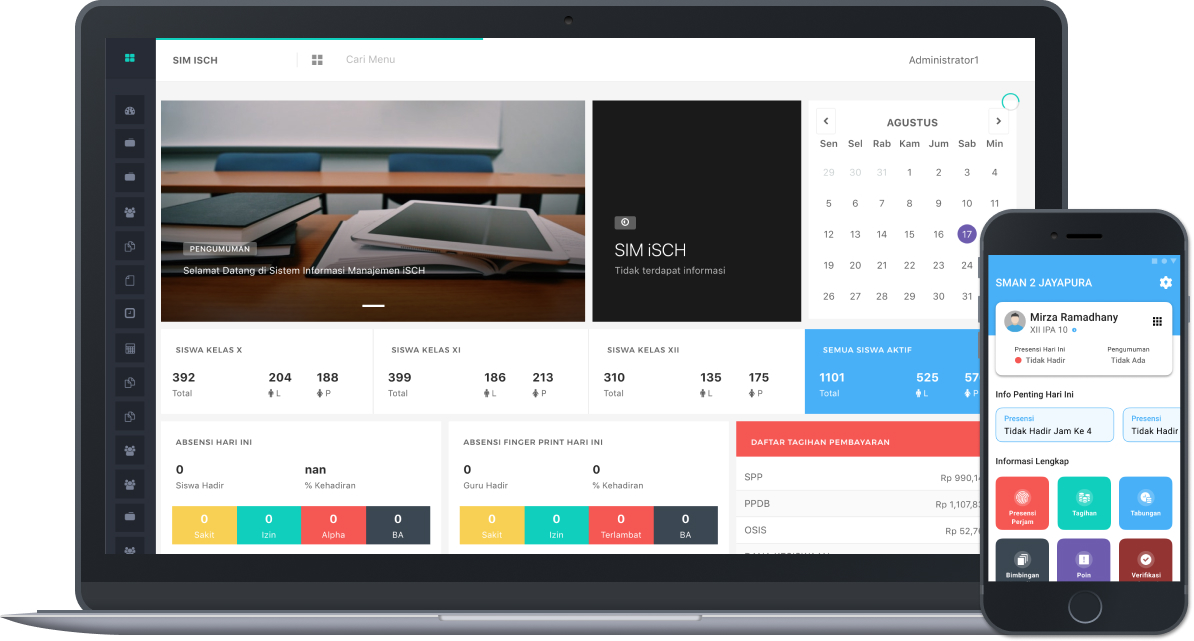 SIM ISCH
Cari Menu
Administrator1
PENGUMUMAN
Selamat Datang di Sistem Informasi Manajemen iSCH
SIM iSCH
Tidak terdapat informasi
AGUSTUS
Sen Sel Rab Kam Jum Sab Min
29 30 31 1 2 3 4
5 6 7 8 9 10 11
12 13 14 15 16 17
19 20 21 22 23 24
26 27 28 29 30 31
SISWA KELAS X
392 204 188
Total L P
SISWA KELAS XI
399 186 213
Total L P
SISWA KELAS XII
310 135 175
Total L P
SEMUA SISWA AKTIF
1101 525 57
Total L P
ABSENSI HARI INI
0 nan
Siswa Hadir % Kehadiran
0 0 0 0
Sakit Izin Alpha BA
ABSENSI FINGER PRINT HARI INI
0 0
Guru Hadir % Kehadiran
0 0 0 0
Sakit Izin Terlambat BA
DAFTAR TAGIHAN PEMBAYARAN
SPP Rp 990,1
PPDB Rp 1,107,8
OSIS Rp 52,7
SMAN 2 JAYAPURA
Mirza Ramadhany
XII IPA 10
Presensi Hari Ini Pengumuman
Tidak Hadir Tidak Ada
Info Penting Hari Ini
Presensi Presensi
Tidak Hadir Jam Ke 4 Tidak Hadir
Informasi Lengkap
Presensi
Perjam Tagihan Tabungan
Bimbingan Poin Verifikasi